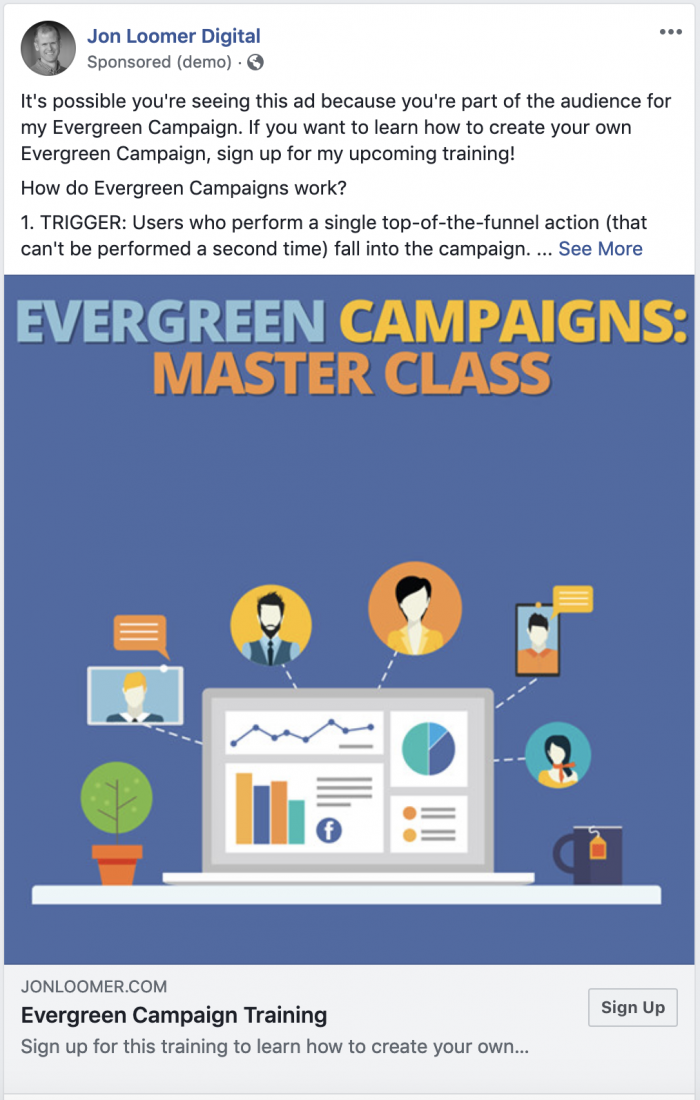 Jon Loomer Digital
Sponsored (demo) ·
It's possible you're seeing this ad because you're part of the audience for
my Evergreen Campaign. If you want to learn how to create your own
Evergreen Campaign, sign up for my upcoming training!
How do Evergreen Campaigns work?
1. TRIGGER: Users who perform a single top-of-the-funnel action (that
can't be performed a second time) fall into the campaign. ... See More
EVERGREEN CAMPAIGNS:
MASTER CLASS
f
JONLOOMER.COM
Evergreen Campaign Training
Sign Up
Sign up for this training to learn how to create your own...